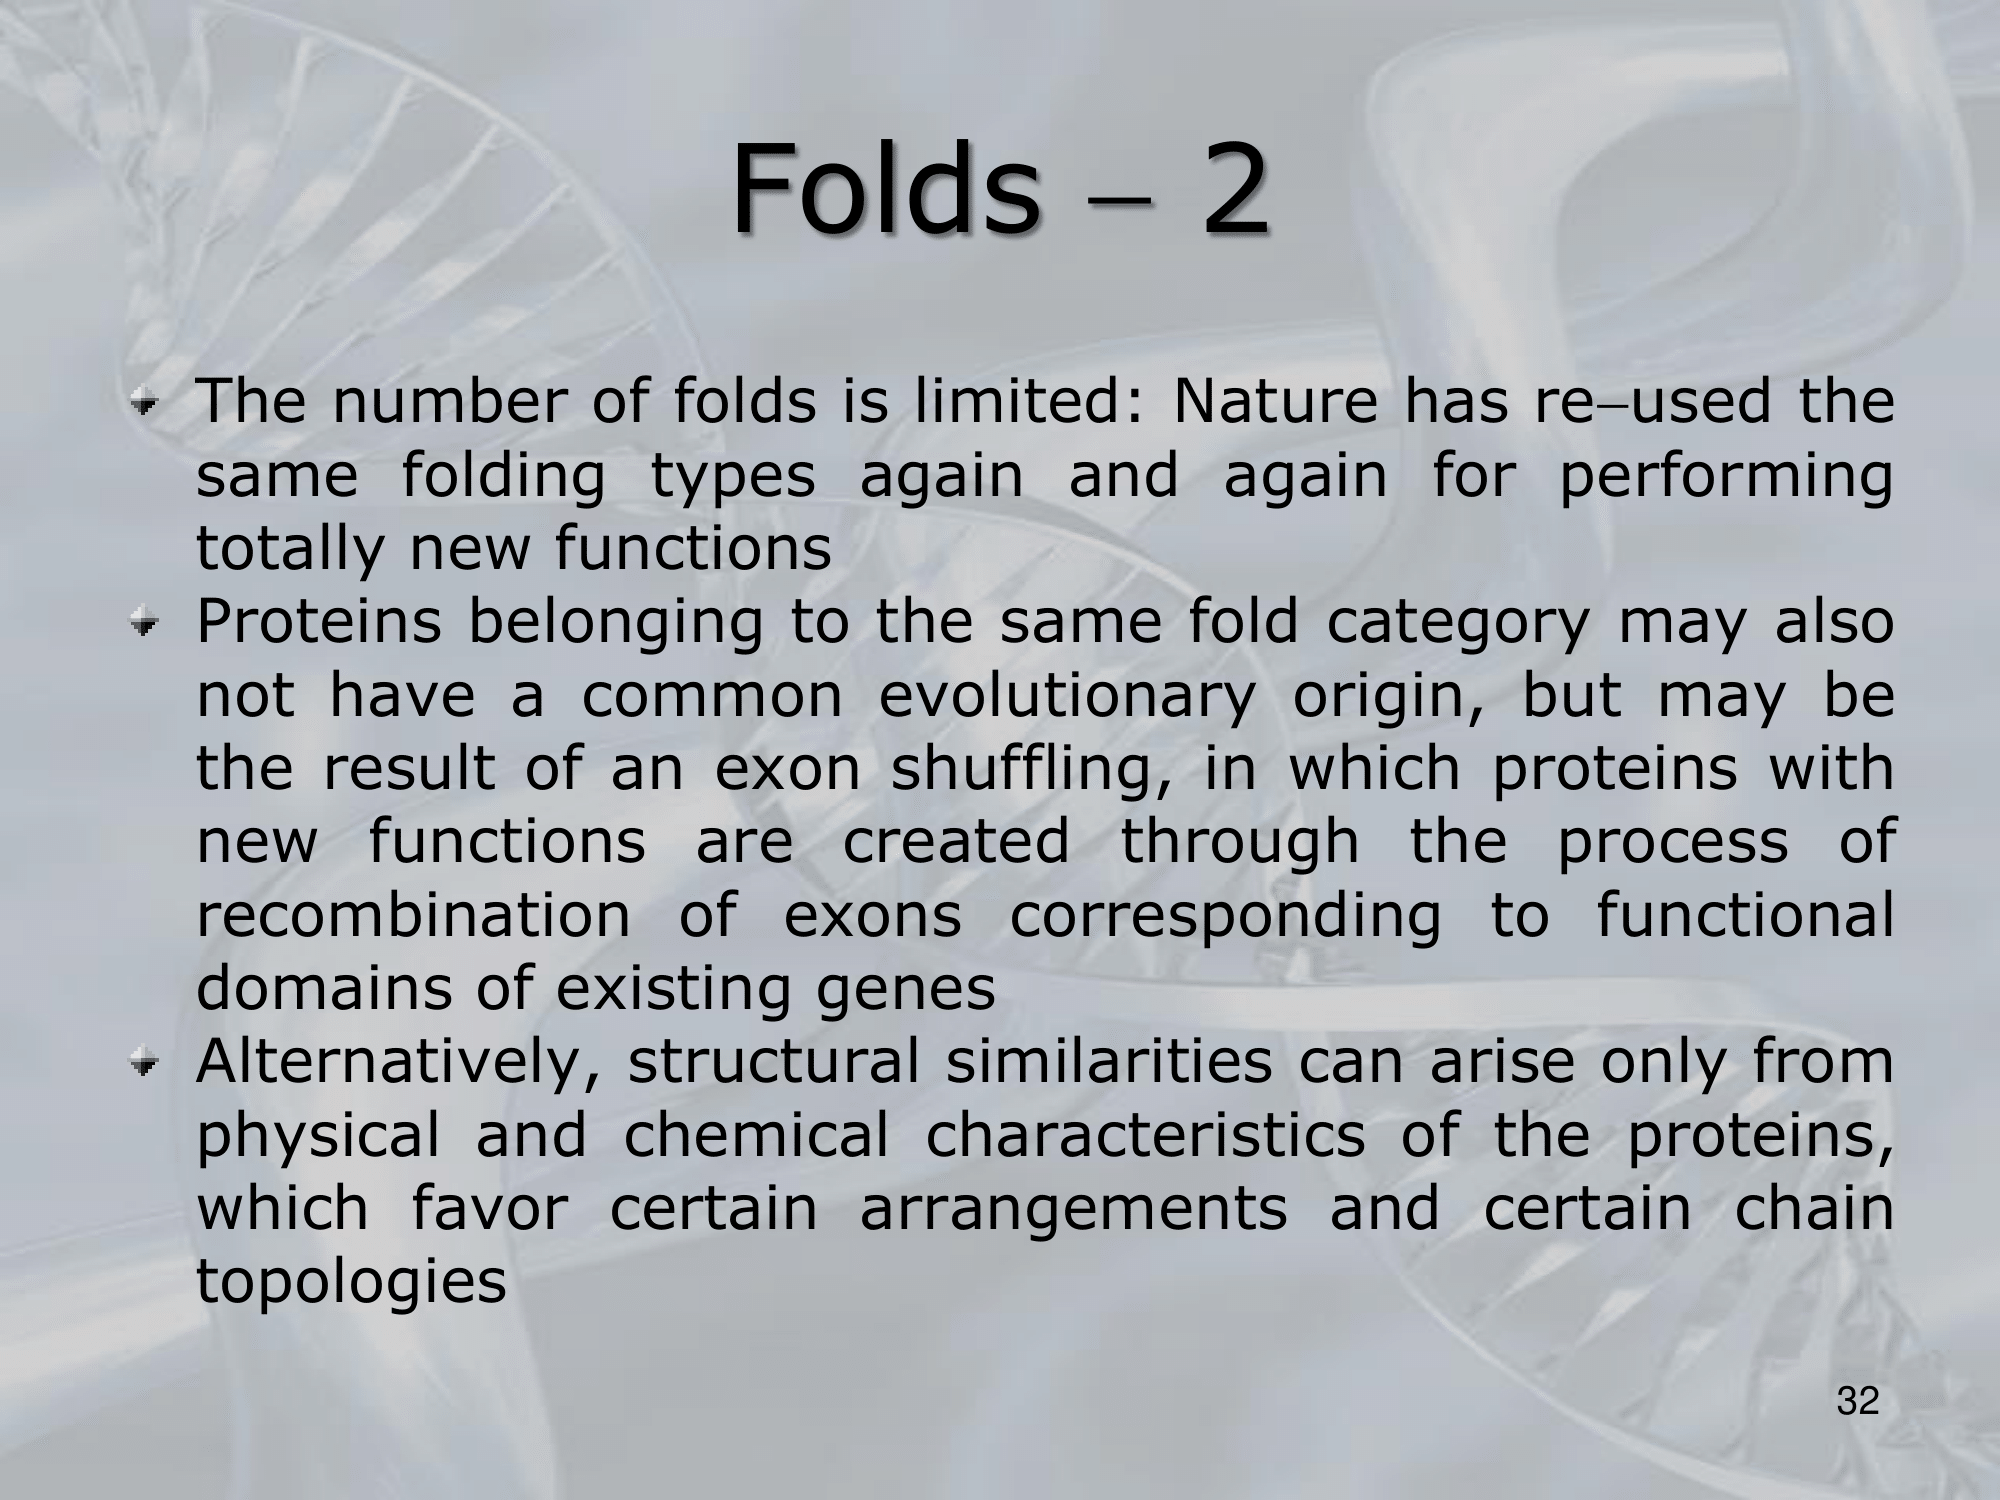 Folds – 2
The number of folds is limited: Nature has re–used the
same folding types again and again for performing
totally new functions
Proteins belonging to the same fold category may also
not have a common evolutionary origin, but may be
the result of an exon shuffling, in which proteins with
new functions are created through the process of
recombination of exons corresponding to functional
domains of existing genes
Alternatively, structural similarities can arise only from
physical and chemical characteristics of the proteins,
which favor certain arrangements and certain chain
topologies
32